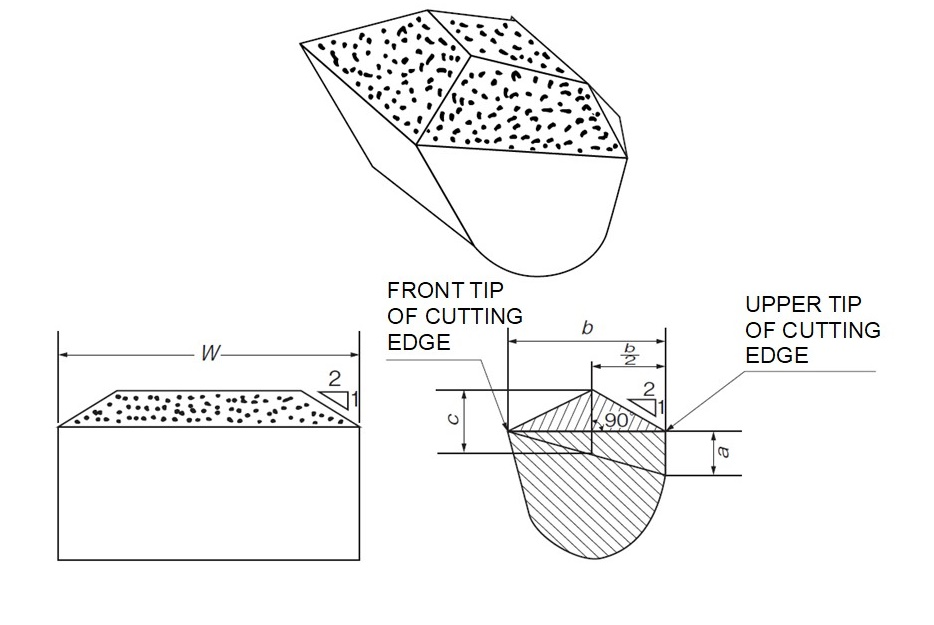 FRONT TIP
OF CUTTING
EDGE
UPPER TIP
OF CUTTING
EDGE
W
2
1
b
b
2
2
1
c
90
a